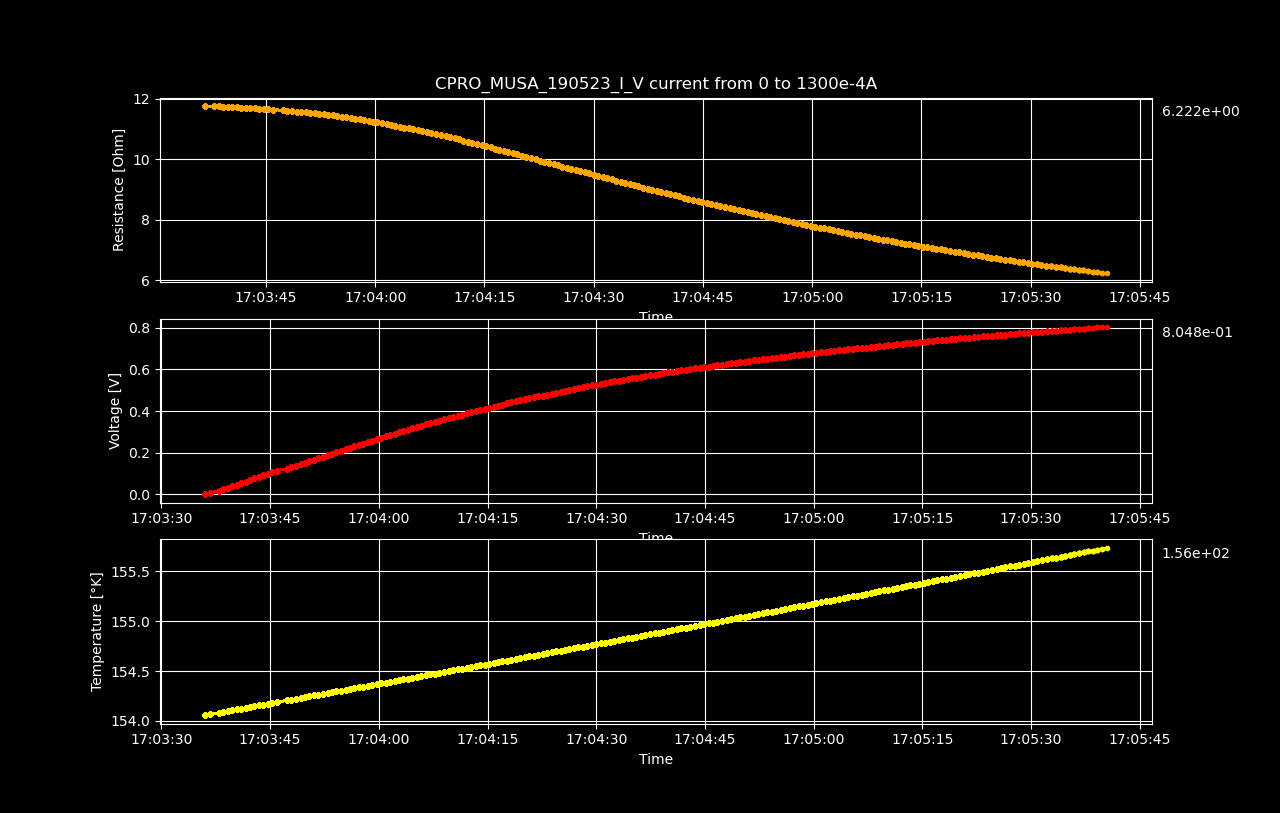 CPRO_MUSA_190523_I_V current from 0 to 1300e-4A
12
10
8
6
Resistance [Ohm]
6.222e+00
17:03:45 17:04:00 17:04:15 17:04:30 17:04:45 17:05:00 17:05:15 17:05:30 17:05:45
Time
0.8
0.6
0.4
0.2
0.0
Voltage [V]
8.048e-01
17:03:30 17:03:45 17:04:00 17:04:15 17:04:30 17:04:45 17:05:00 17:05:15 17:05:30 17:05:45
Time
155.5
155.0
154.5
154.0
Temperature [°K]
1.56e+02
17:03:30 17:03:45 17:04:00 17:04:15 17:04:30 17:04:45 17:05:00 17:05:15 17:05:30 17:05:45
Time